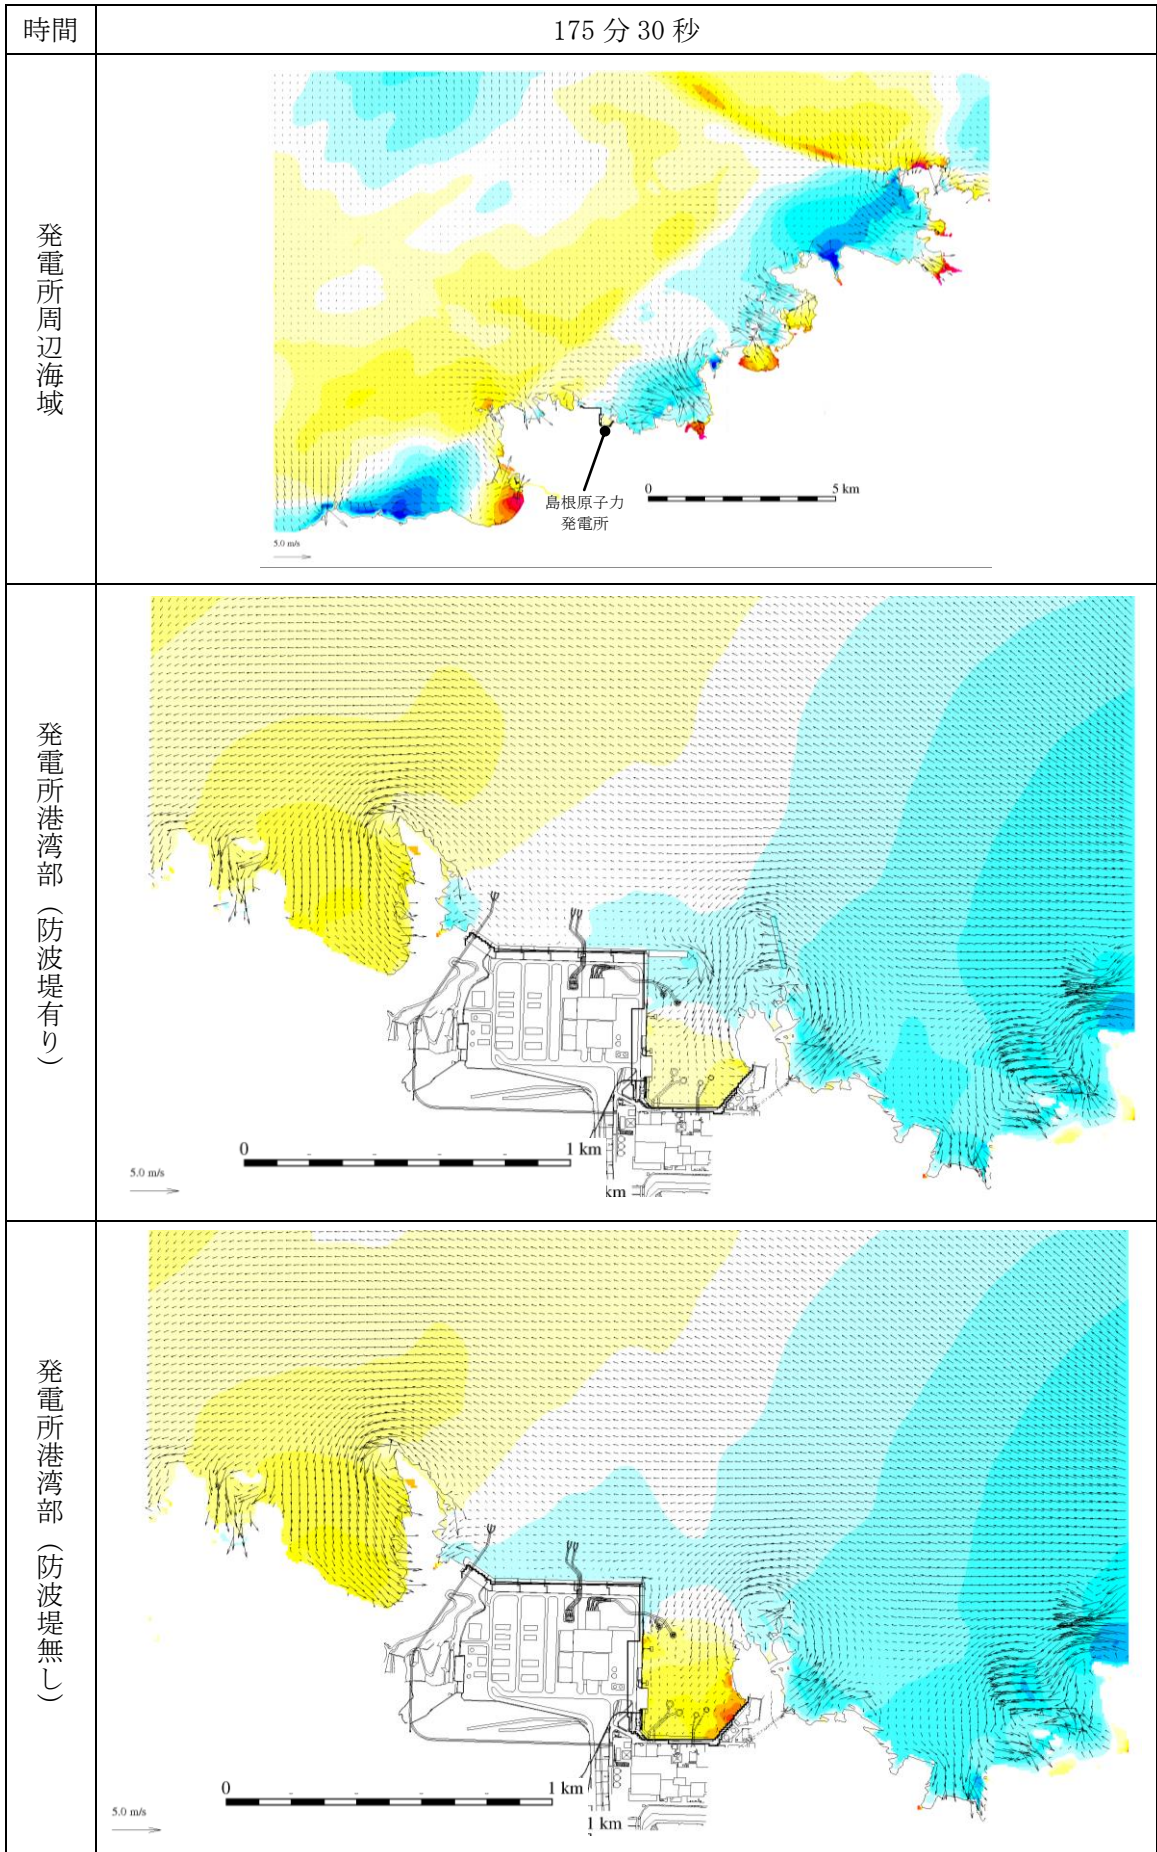 時間
175 分 30 秒
発電所周辺海域
島根原子力
発電所
0
5 km
5.0 m/s
発電所港湾部（防波堤有り）
0
1 km
5.0 m/s
km
発電所港湾部（防波堤無し）
0
1 km
5.0 m/s
1 km